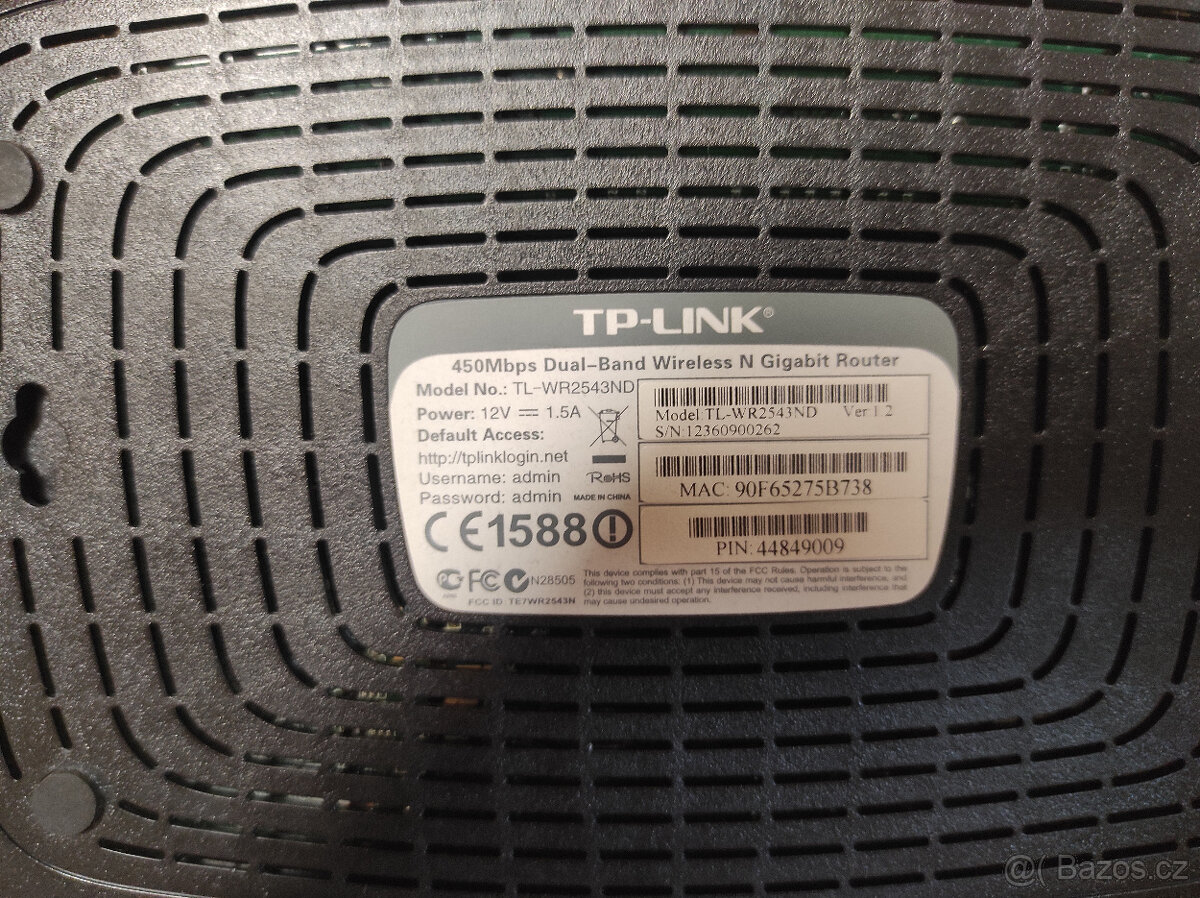 TP-LINK®
450Mbps Dual-Band Wireless N Gigabit Router
Model No.: TL-WR2543ND
Power: 12V ⎓ 1.5A
Default Access:
http://tplinklogin.net
Username: admin
Password: admin
RoHS
MADE IN CHINA
CE1588
FC N28505
FCC ID: TE7WR2543N
Model TL-WR2543ND Ver 1.2
S/N:12360900262
MAC: 90F65275B738
PIN: 44849009
This device complies with part 15 of the FCC Rules. Operation is subject to the
following two conditions: (1) This device may not cause harmful interference, and
(2) this device must accept any interference received, including interference that
may cause undesired operation.
@( Bazos.cz